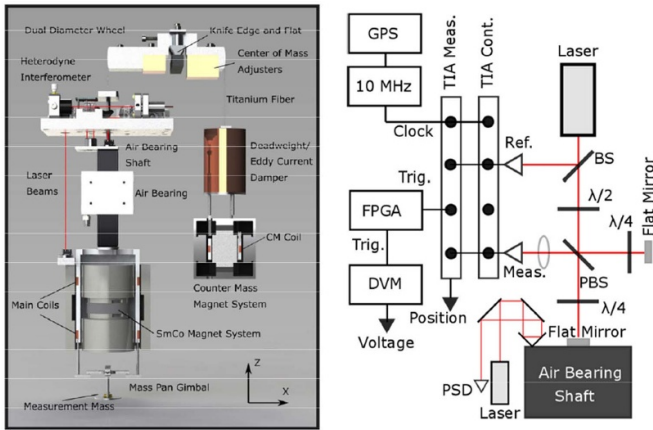 Dual Diameter Wheel
Knife Edge and Flat
Heterodyne
Interferometer
Center of Mass
Adjusters
Titanium Fiber
Air Bearing
Shaft
Deadweight/
Eddy Current
Damper
Laser
Beams
Air Bearing
CM Coil
Counter Mass
Magnet System
Main Coils
SmCo Magnet System
Mass Pan Gimbal
Measurement Mass
Z
X
GPS
10 MHz
Clock
TIA Meas.
TIA Cont.
Laser
Ref.
BS
Trig.
FPGA
λ/2
λ/4
Flat Mirror
Trig.
Meas.
PBS
DVM
λ/4
Position
Voltage
Flat Mirror
Air Bearing
Shaft
PSD
Laser